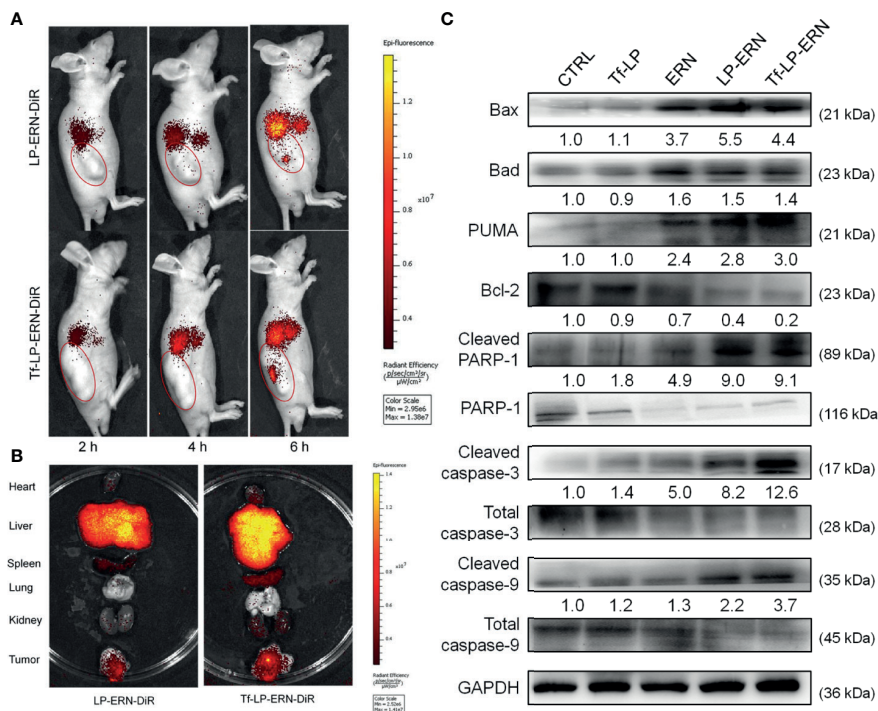 A
LP-ERN-DiR
Tf-LP-ERN-DiR
2 h
4 h
6 h
Epi-fluorescence
1.2
1.0
×10⁷
0.8
0.6
0.4
Radiant Efficiency
(p/sec/cm²/sr / µW/cm²)
Color Scale
Min = 2.95e6
Max = 1.38e7
B
Heart
Liver
Spleen
Lung
Kidney
Tumor
LP-ERN-DiR
Tf-LP-ERN-DiR
Epi-fluorescence
1.4
1.2
1.0
×10⁷
0.8
0.6
0.4
Radiant Efficiency
Color Scale
Min = 2.52e6
Max = 1.41e7
C
CTRL Tf-LP ERN LP-ERN Tf-LP-ERN
Bax (21 kDa)
1.0 1.1 3.7 5.5 4.4
Bad (23 kDa)
1.0 0.9 1.6 1.5 1.4
PUMA (21 kDa)
1.0 1.0 2.4 2.8 3.0
Bcl-2 (23 kDa)
1.0 0.9 0.7 0.4 0.2
Cleaved
PARP-1 (89 kDa)
1.0 1.8 4.9 9.0 9.1
PARP-1 (116 kDa
Cleaved
caspase-3 (17 kDa)
1.0 1.4 5.0 8.2 12.6
Total
caspase-3 (28 kDa)
Cleaved
caspase-9 (35 kDa)
1.0 1.2 1.3 2.2 3.7
Total
caspase-9 (45 kDa)
GAPDH (36 kDa)